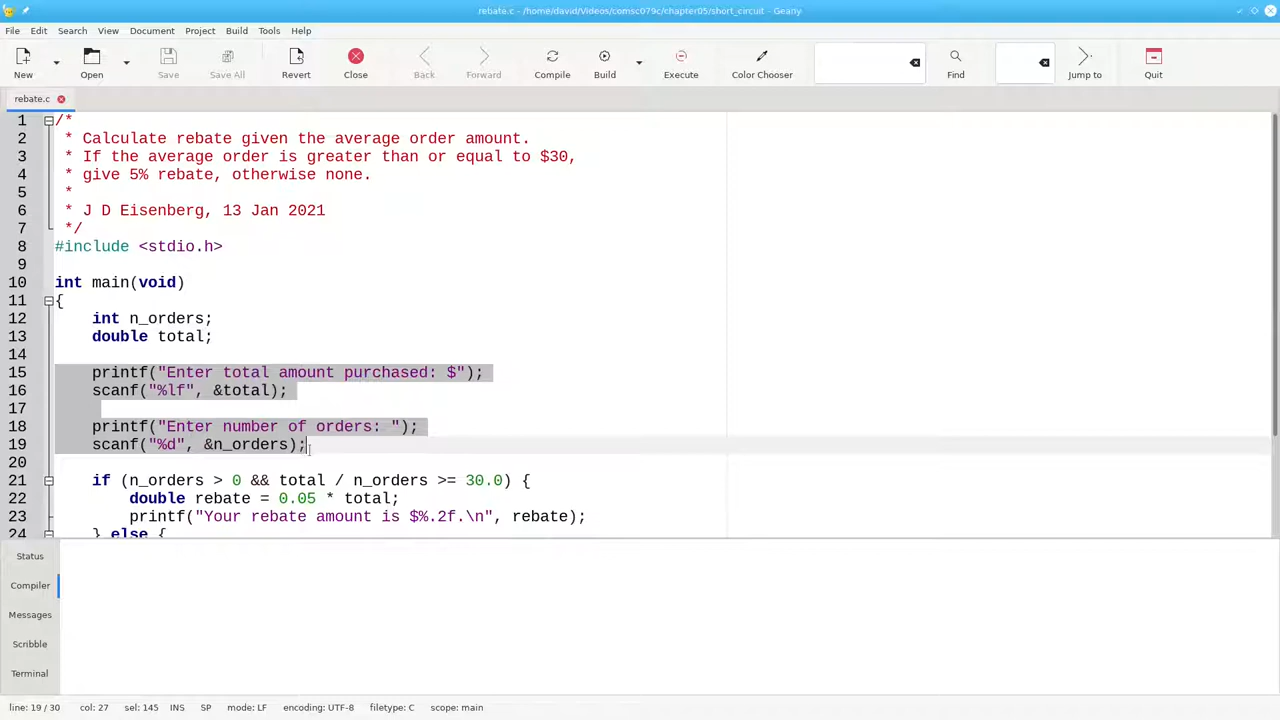 rebate.c - /home/david/Videos/comsc079c/chapter05/short_circuit - Geany
File Edit Search View Document Project Build Tools Help
New Open Save Save All Revert Close Back Forward Compile Build Execute Color Chooser Find Jump to Quit
rebate.c
1 /*
2  * Calculate rebate given the average order amount.
3  * If the average order is greater than or equal to $30,
4  * give 5% rebate, otherwise none.
5  *
6  * J D Eisenberg, 13 Jan 2021
7  */
8 #include <stdio.h>
9
10 int main(void)
11 {
12     int n_orders;
13     double total;
14
15     printf("Enter total amount purchased: $");
16     scanf("%lf", &total);
17
18     printf("Enter number of orders: ");
19     scanf("%d", &n_orders);
20
21     if (n_orders > 0 && total / n_orders >= 30.0) {
22         double rebate = 0.05 * total;
23         printf("Your rebate amount is $%.2f.\n", rebate);
24     } else {
Status
Compiler
Messages
Scribble
Terminal
line: 19 / 30 col: 27 sel: 145 INS SP mode: LF encoding: UTF-8 filetype: C scope: main